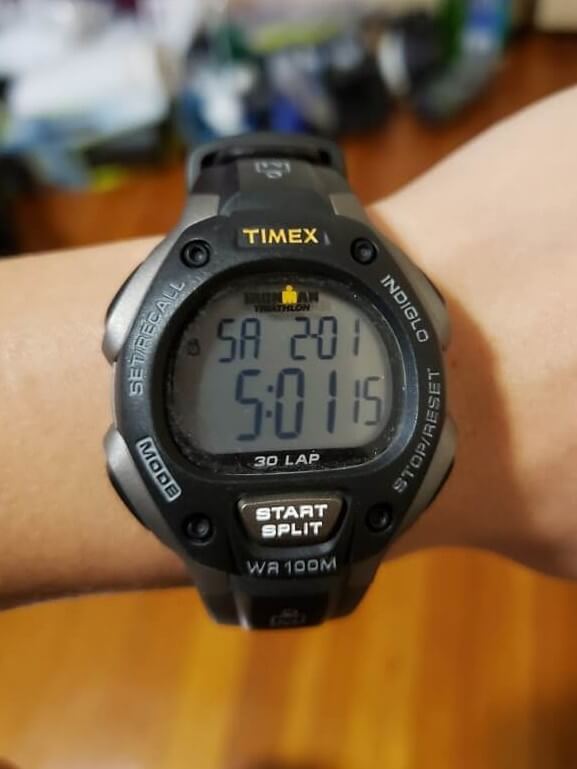 TIMEX
IRONMAN
TRIATHLON
SET/RECALL
INDIGLO
SA 2-01
5:01 15
MODE
STOP/RESET
30 LAP
START
SPLIT
WR 100M